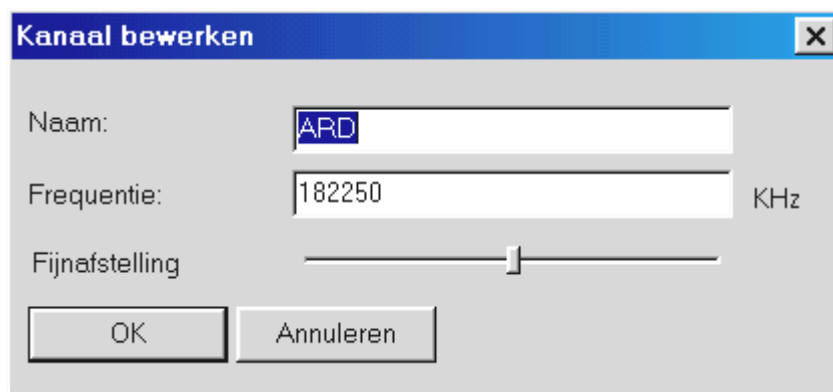 Kanaal bewerken
Naam: ARD
Frequentie: 182250 KHz
Fijnafstelling
OK Annuleren